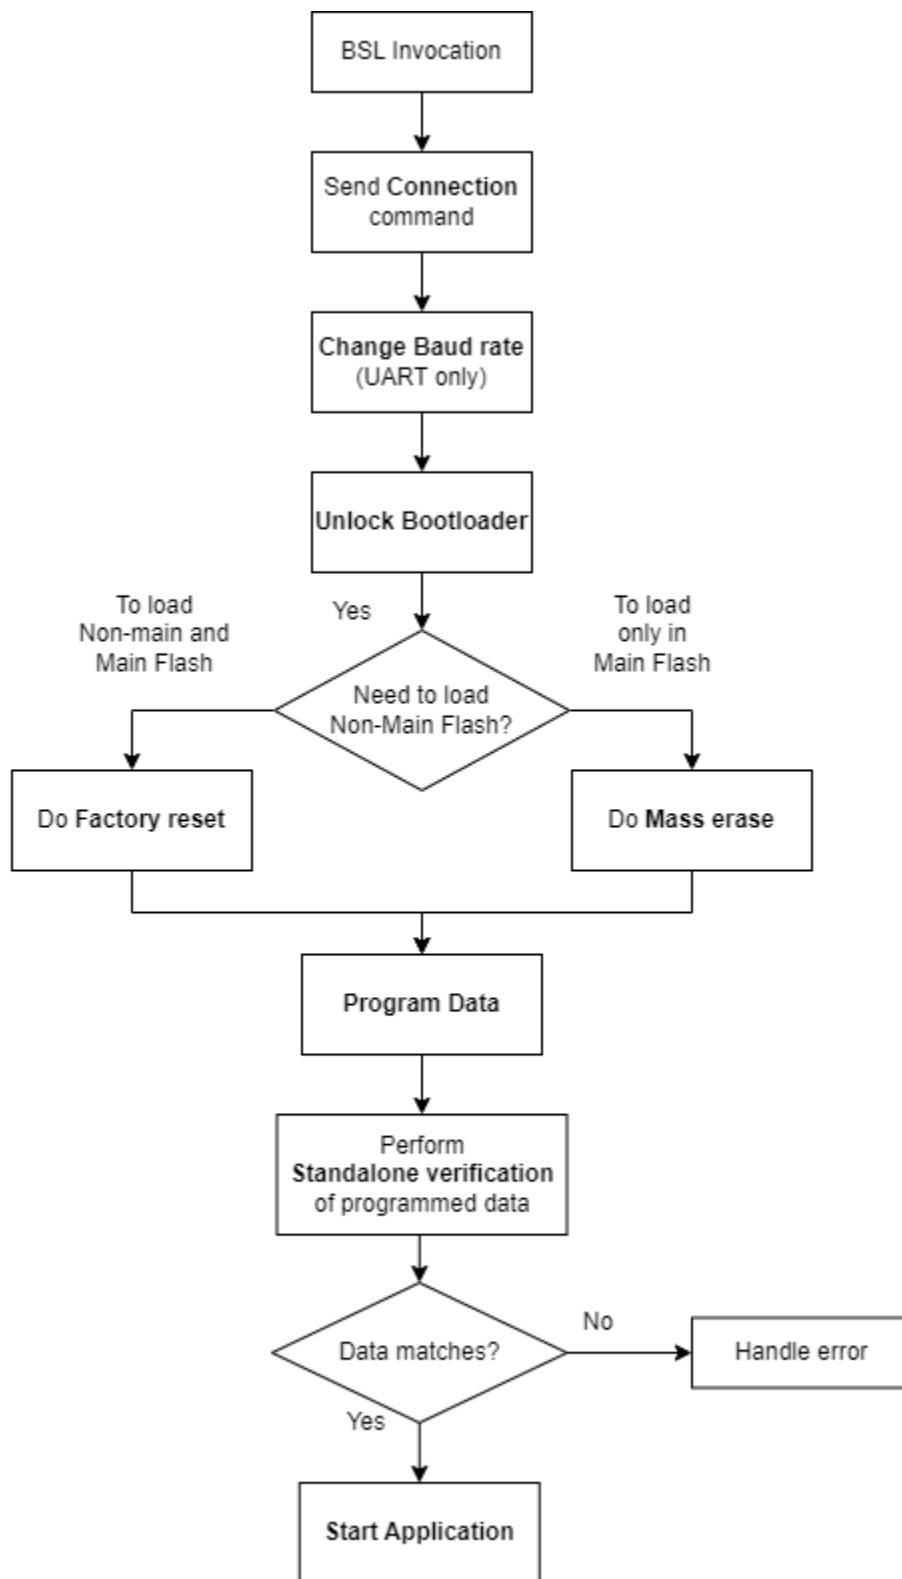 BSL Invocation
Send Connection
command
Change Baud rate
(UART only)
Unlock Bootloader
To load
Non-main and
Main Flash
Yes
To load
only in
Main Flash
Need to load
Non-Main Flash?
Do Factory reset
Do Mass erase
Program Data
Perform
Standalone verification
of programmed data
Data matches?
No
Handle error
Yes
Start Application